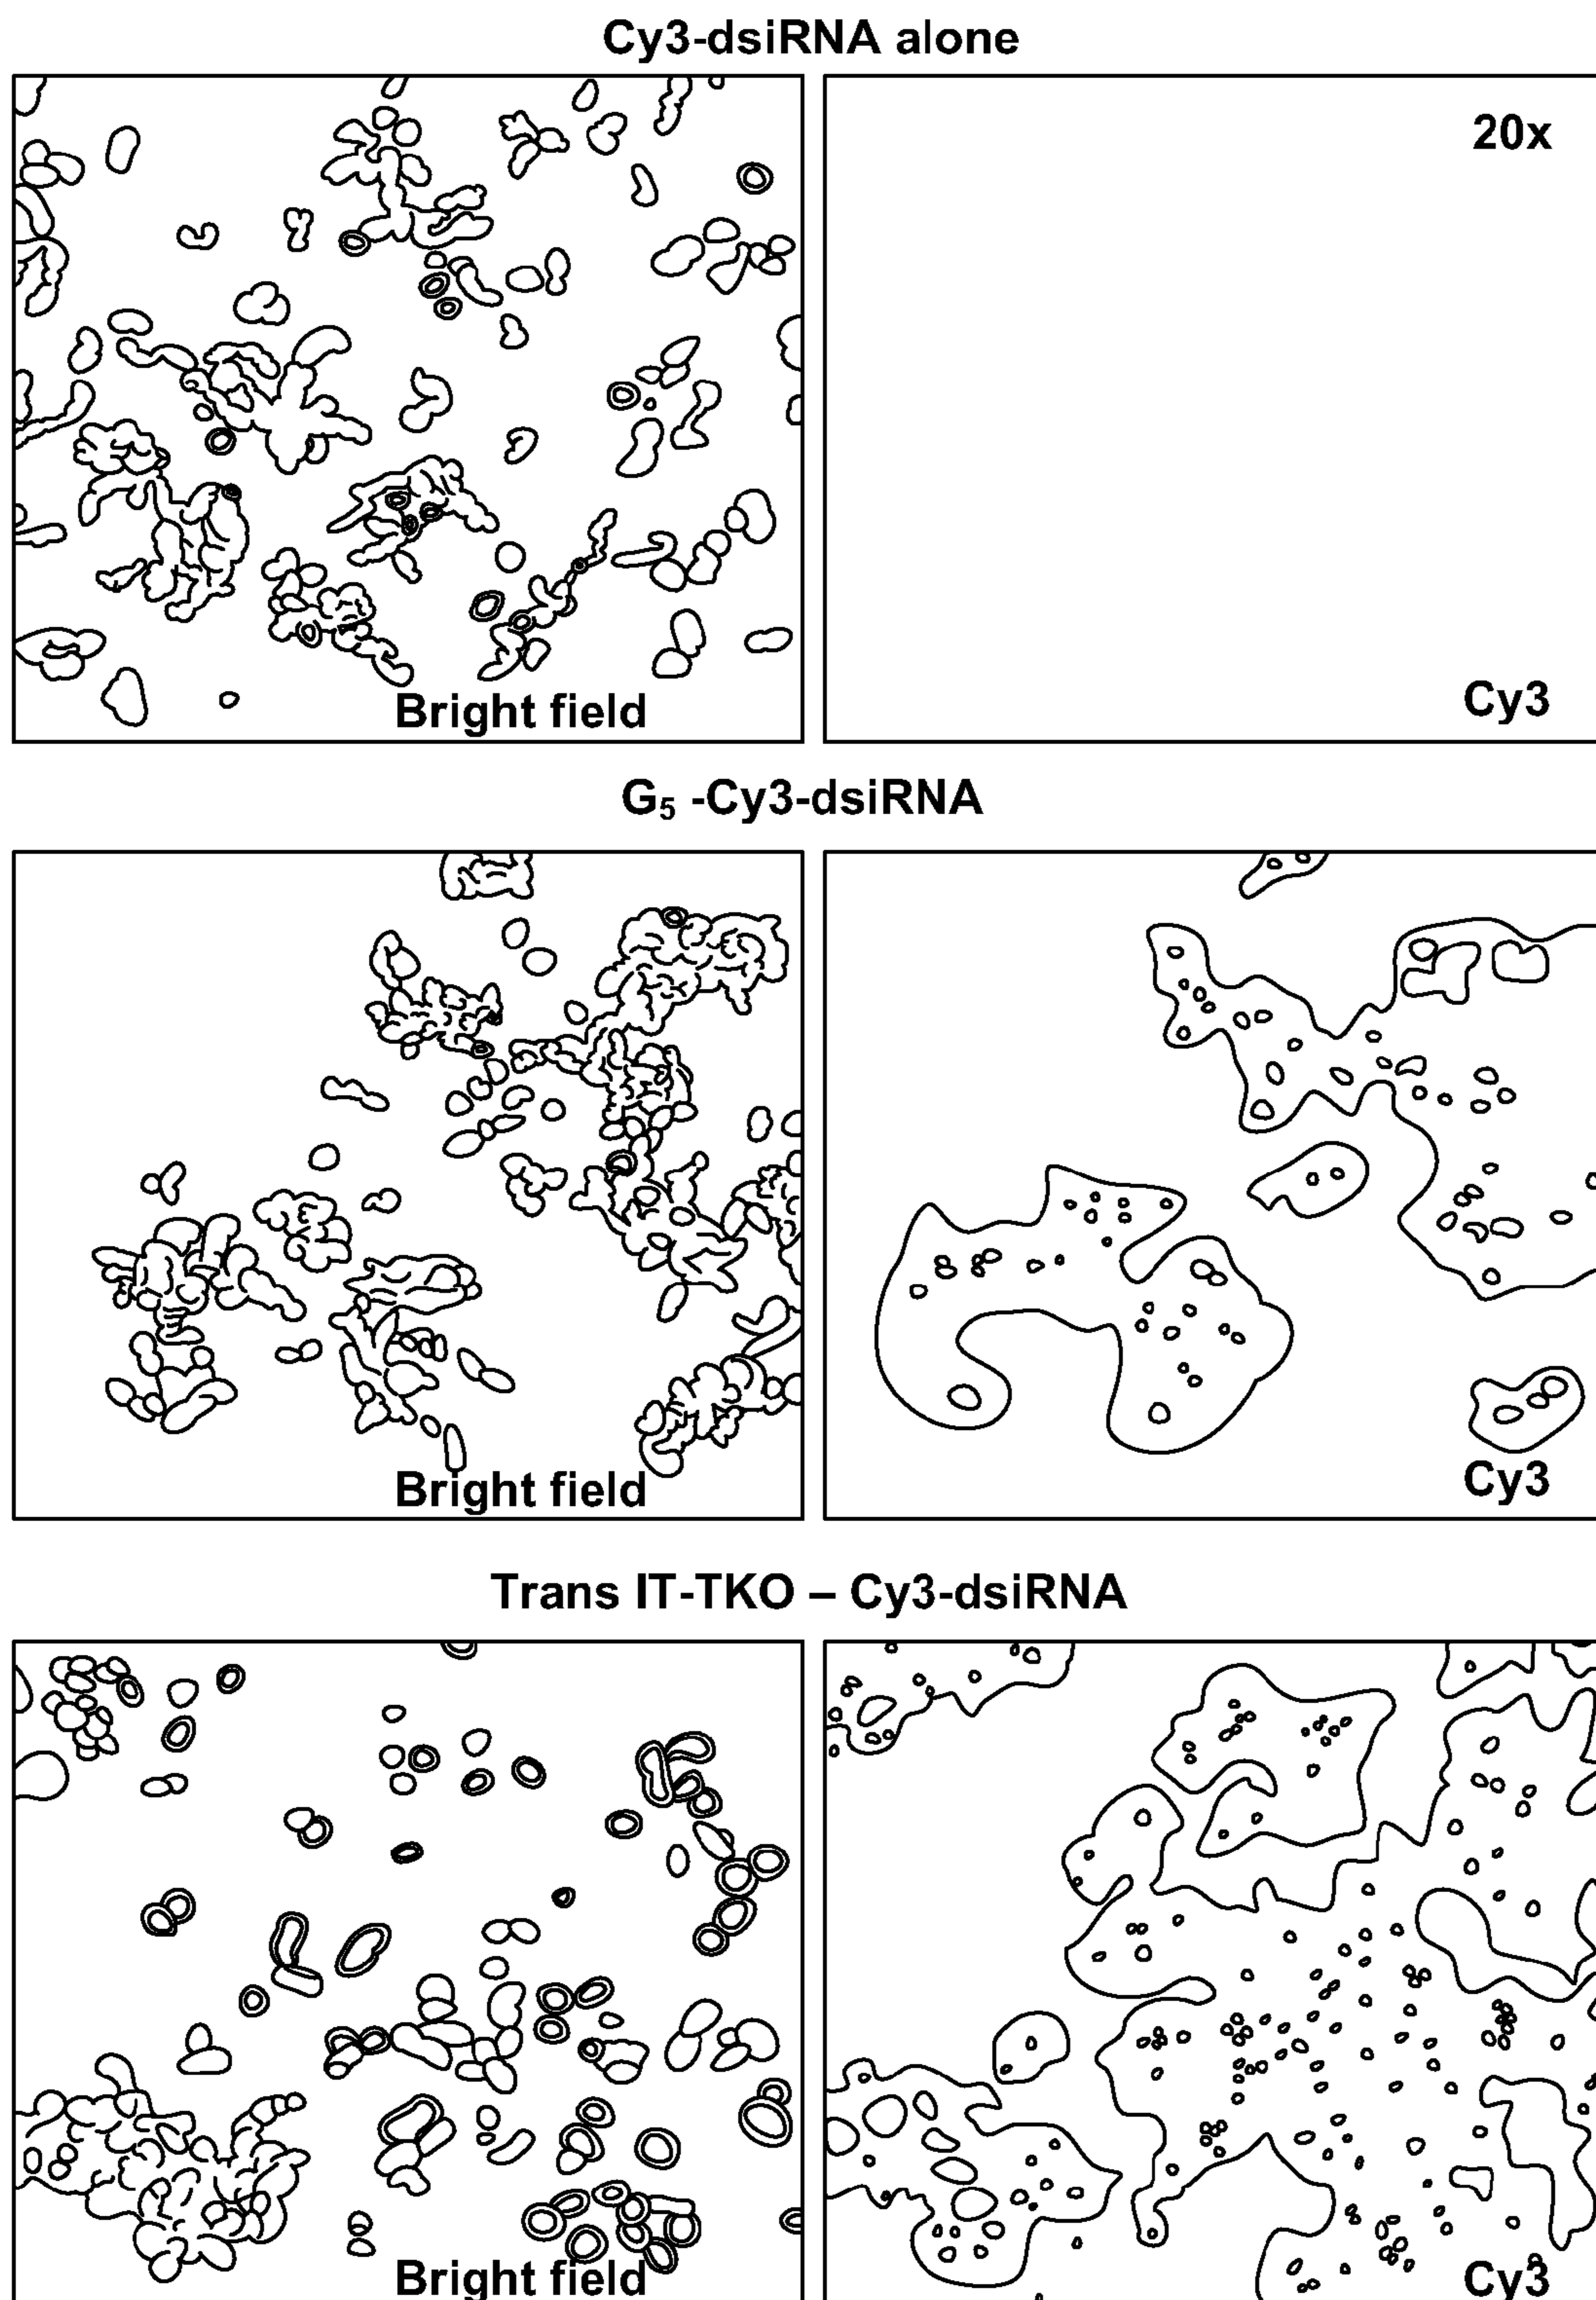 Cy3-dsiRNA alone
20x
Bright field
Cy3
G₅ -Cy3-dsiRNA
Bright field
Cy3
Trans IT-TKO – Cy3-dsiRNA
Bright field
Cy3